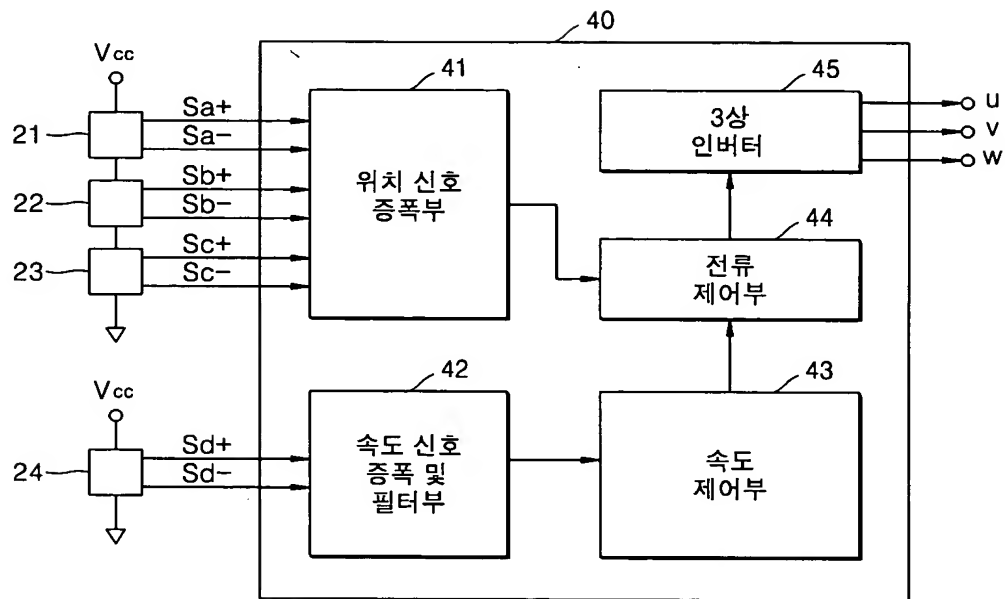 40
Vcc
41
45
21
Sa+
Sa-
22
Sb+
Sb-
23
Sc+
Sc-
위치 신호
증폭부
3상
인버터
u
v
w
44
전류
제어부
Vcc
42
43
24
Sd+
Sd-
속도 신호
증폭 및
필터부
속도
제어부